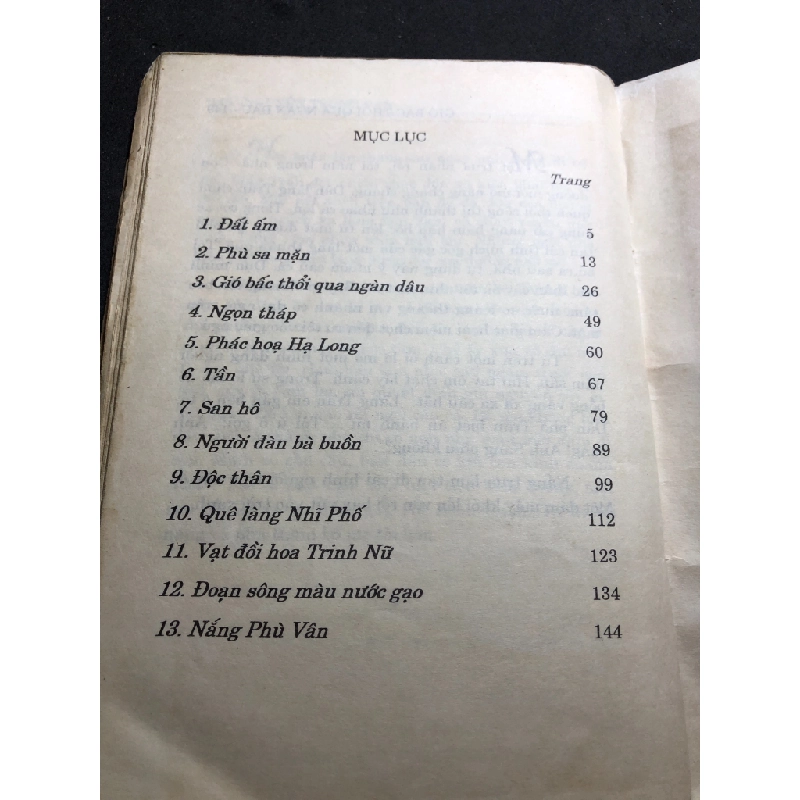 MỤC LỤC
Trang
1. Đất ấm 5
2. Phù sa mặn 13
3. Gió bấc thổi qua ngàn dâu 26
4. Ngọn tháp 49
5. Phác hoạ Hạ Long 60
6. Tần 67
7. San hô 79
8. Người đàn bà buồn 89
9. Độc thân 99
10. Quê làng Nhĩ Phố 112
11. Vạt đồi hoa Trinh Nữ 123
12. Đoạn sông màu nước gạo 134
13. Nắng Phù Vân 144